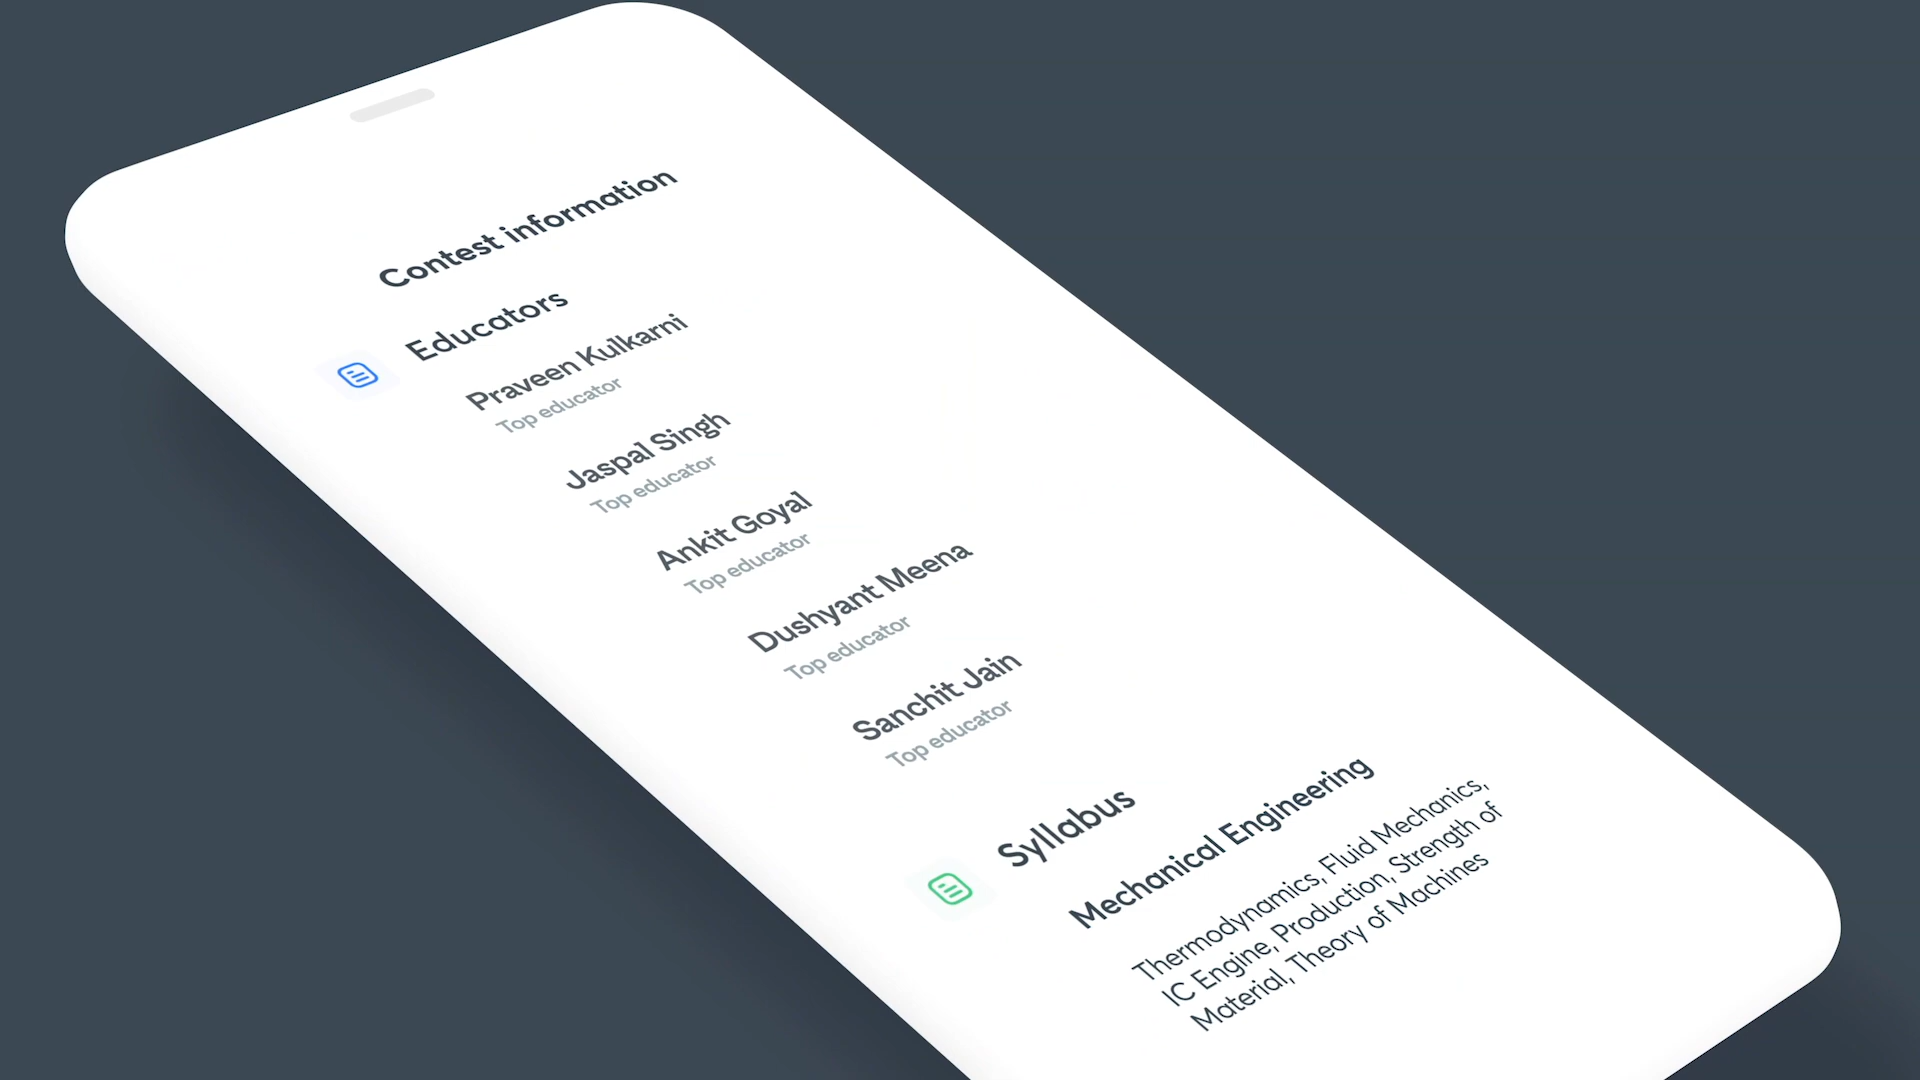 Contest information
Educators
Praveen Kulkarni
Top educator
Jaspal Singh
Top educator
Ankit Goyal
Top educator
Dushyant Meena
Top educator
Sanchit Jain
Top educator
Syllabus
Mechanical Engineering
Thermodynamics, Fluid Mechanics,
IC Engine, Production, Strength of
Material, Theory of Machines